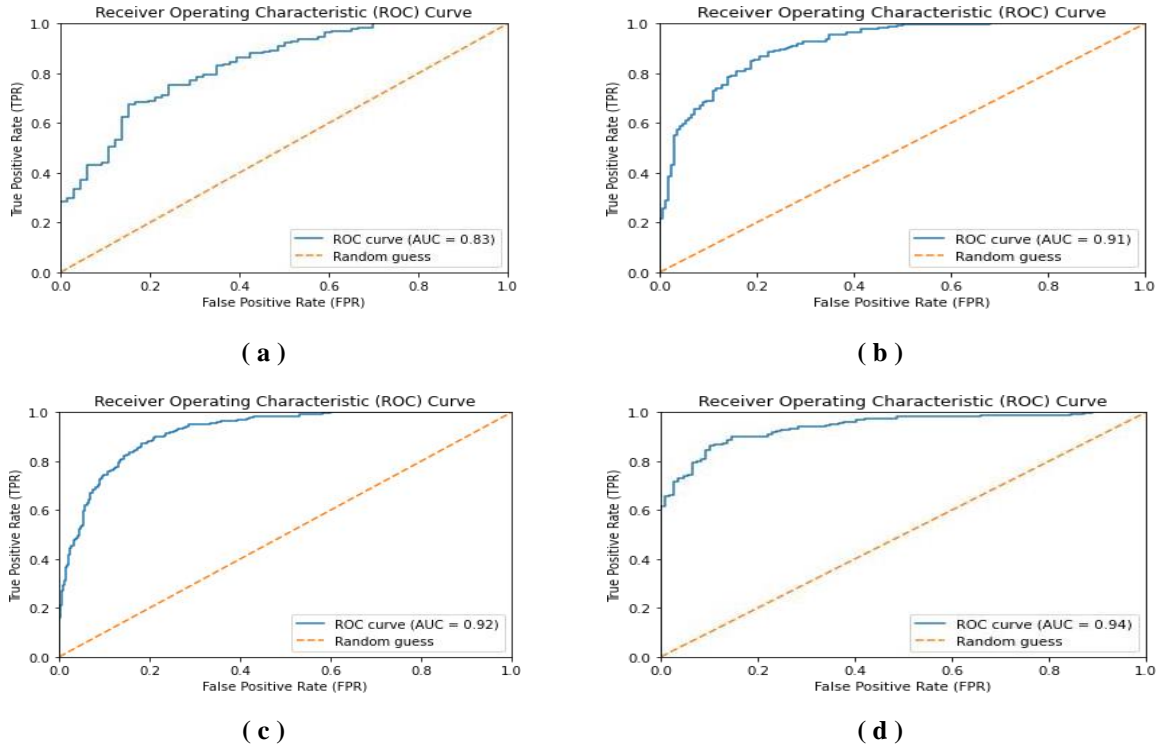 Receiver Operating Characteristic (ROC) Curve
True Positive Rate (TPR)
1.0
0.8
0.6
0.4
0.2
0.0
ROC curve (AUC = 0.83)
Random guess
0.0 0.2 0.4 0.6 0.8 1.0
False Positive Rate (FPR)
( a )
Receiver Operating Characteristic (ROC) Curve
True Positive Rate (TPR)
1.0
0.8
0.6
0.4
0.2
0.0
ROC curve (AUC = 0.91)
Random guess
0.0 0.2 0.4 0.6 0.8 1.0
False Positive Rate (FPR)
( b )
Receiver Operating Characteristic (ROC) Curve
True Positive Rate (TPR)
1.0
0.8
0.6
0.4
0.2
0.0
ROC curve (AUC = 0.92)
Random guess
0.0 0.2 0.4 0.6 0.8 1.0
False Positive Rate (FPR)
( c )
Receiver Operating Characteristic (ROC) Curve
True Positive Rate (TPR)
1.0
0.8
0.6
0.4
0.2
0.0
ROC curve (AUC = 0.94)
Random guess
0.0 0.2 0.4 0.6 0.8 1.0
False Positive Rate (FPR)
( d )